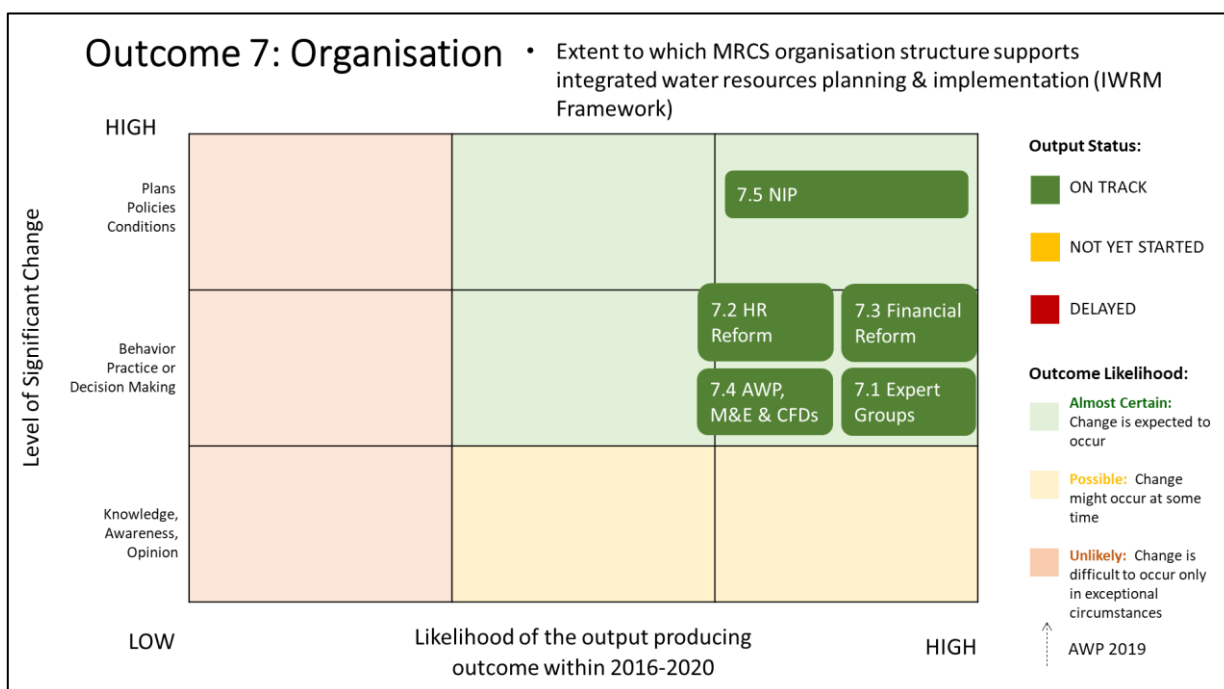 Outcome 7: Organisation
• Extent to which MRCS organisation structure supports
integrated water resources planning & implementation (IWRM
Framework)
HIGH
Level of Significant Change
Plans
Policies
Conditions
Behavior
Practice or
Decision Making
Knowledge,
Awareness,
Opinion
7.5 NIP
7.2 HR
Reform
7.3 Financial
Reform
7.4 AWP,
M&E & CFDs
7.1 Expert
Groups
LOW
Likelihood of the output producing
outcome within 2016-2020
HIGH
Output Status:
ON TRACK
NOT YET STARTED
DELAYED
Outcome Likelihood:
Almost Certain:
Change is expected to
occur
Possible: Change
might occur at some
time
Unlikely: Change is
difficult to occur only
in exceptional
circumstances
AWP 2019